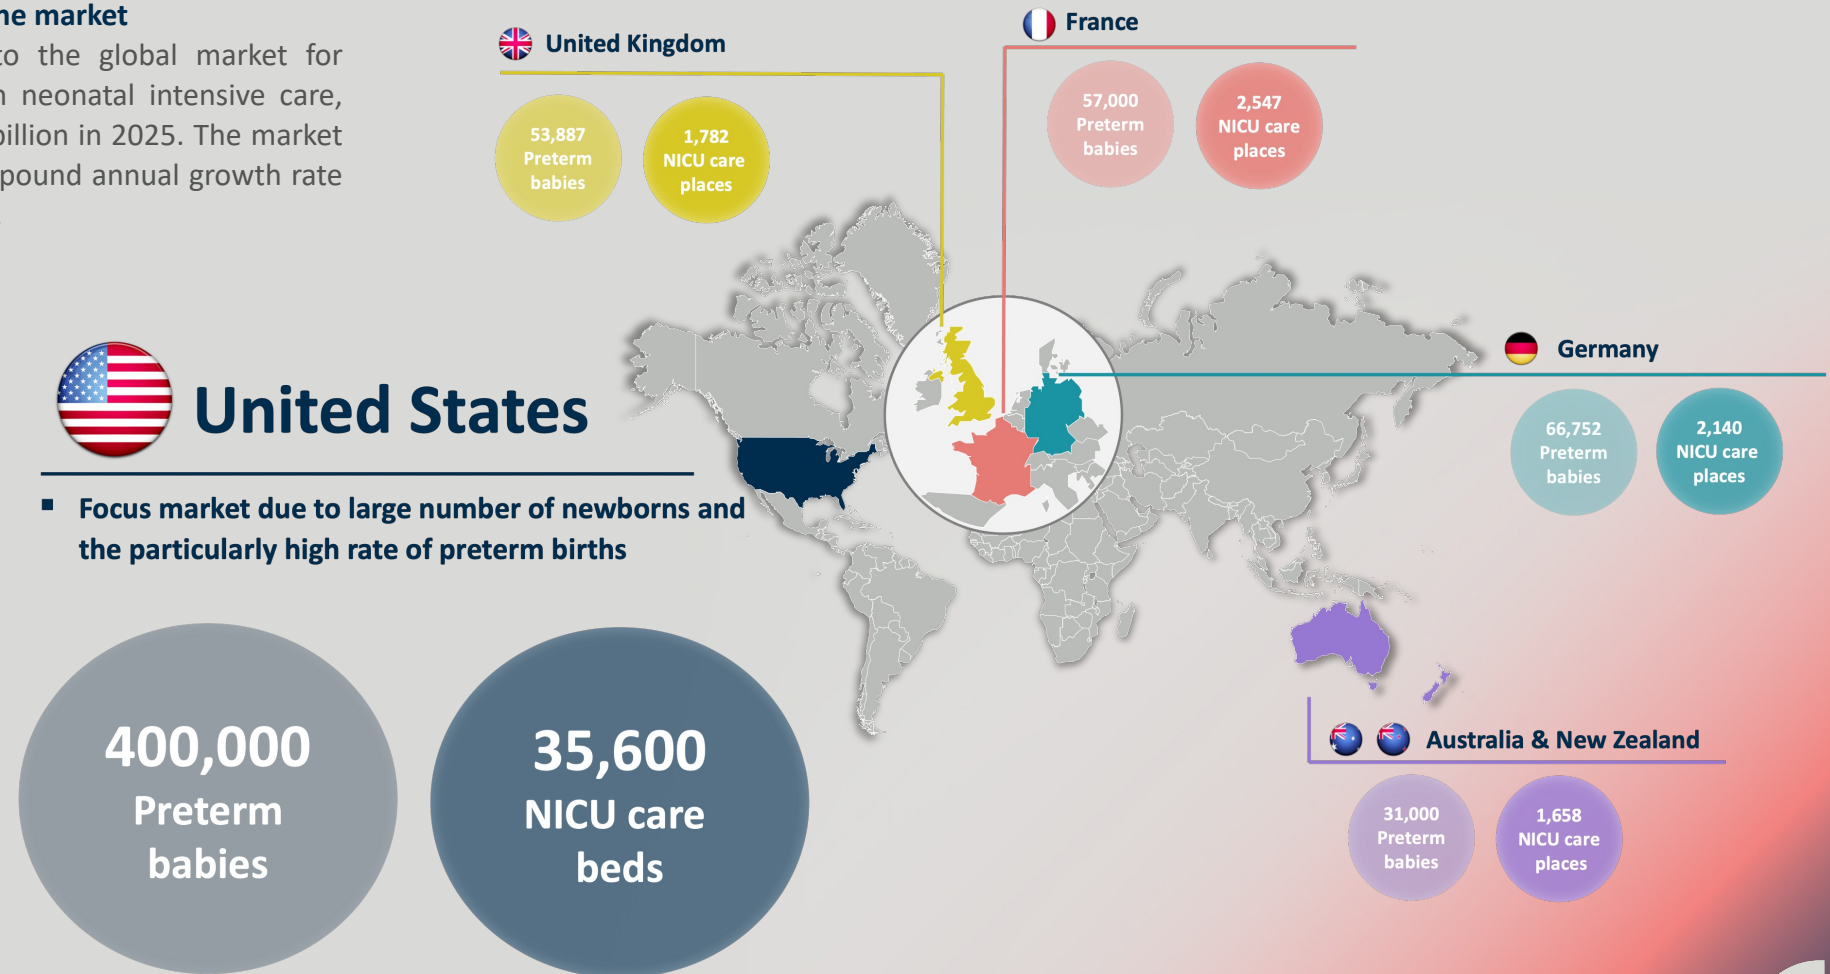 he market
to the global market for
n neonatal intensive care,
billion in 2025. The market
pound annual growth rate
United Kingdom
53,887
Preterm
babies
1,782
NICU care
places
France
57,000
Preterm
babies
2,547
NICU care
places
Germany
66,752
Preterm
babies
2,140
NICU care
places
United States
▪ Focus market due to large number of newborns and
the particularly high rate of preterm births
400,000
Preterm
babies
35,600
NICU care
beds
Australia & New Zealand
31,000
Preterm
babies
1,658
NICU care
places